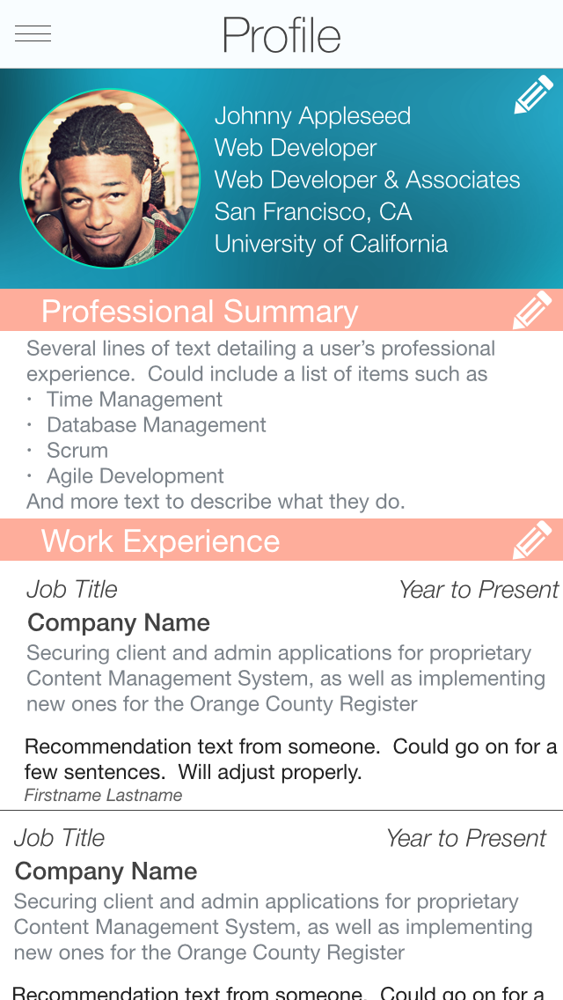 Profile
Johnny Appleseed
Web Developer
Web Developer & Associates
San Francisco, CA
University of California
Professional Summary
Several lines of text detailing a user’s professional
experience.  Could include a list of items such as
· Time Management
· Database Management
· Scrum
· Agile Development
And more text to describe what they do.
Work Experience
Job Title Year to Present
Company Name
Securing client and admin applications for proprietary
Content Management System, as well as implementing
new ones for the Orange County Register
Recommendation text from someone.  Could go on for a
few sentences.  Will adjust properly.
Firstname Lastname
Job Title Year to Present
Company Name
Securing client and admin applications for proprietary
Content Management System, as well as implementing
new ones for the Orange County Register
Recommendation text from someone.  Could go on for a